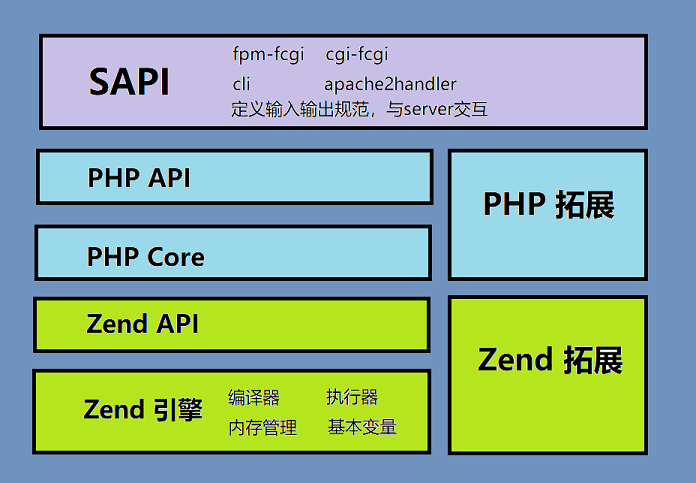 SAPI
fpm-fcgi cgi-fcgi
cli apache2handler
定义输入输出规范，与server交互
PHP API
PHP 拓展
PHP Core
Zend API
Zend 拓展
Zend 引擎
编译器 执行器
内存管理 基本变量